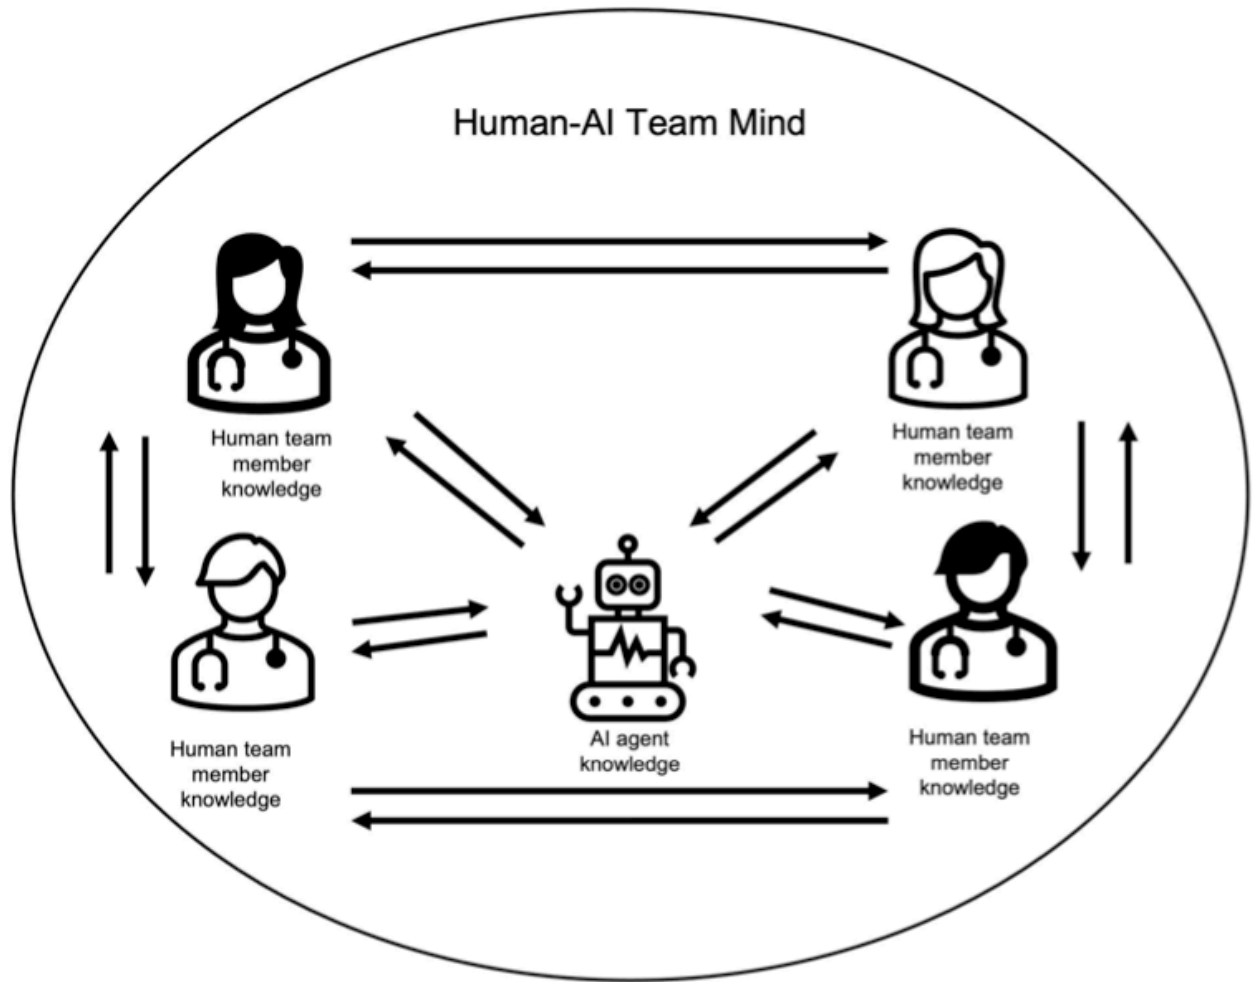 Human-AI Team Mind
Human team
member
knowledge
Human team
member
knowledge
Human team
member
knowledge
AI agent
knowledge
Human team
member
knowledge